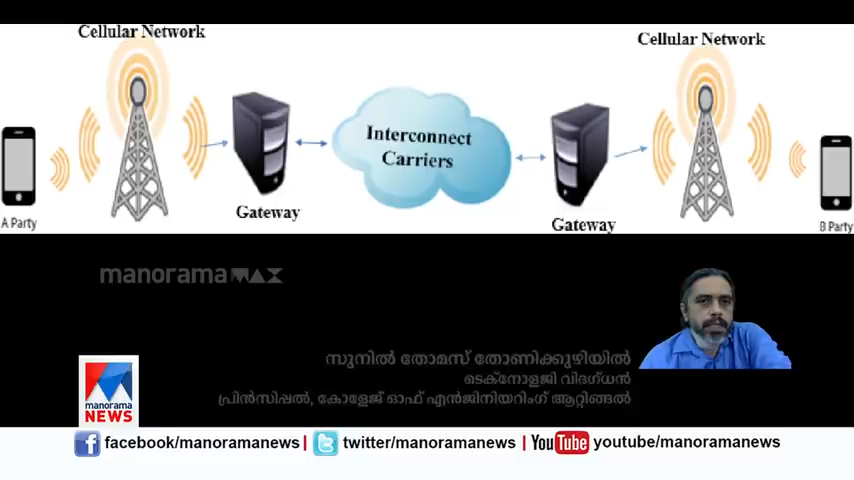 Cellular Network
Cellular Network
Interconnect
Carriers
Gateway
Gateway
A Party
B Party
manorama MAX
സുനിൽ തോമസ് തോണിക്കുഴിയിൽ
ടെക്നോളജി വിദഗ്ധൻ
പ്രിൻസിപ്പൽ, കോളേജ് ഓഫ് എൻജിനിയറിംഗ് ആറ്റിങ്ങൽ
manorama
NEWS
facebook/manoramanews | twitter/manoramanews | YouTube youtube/manoramanews